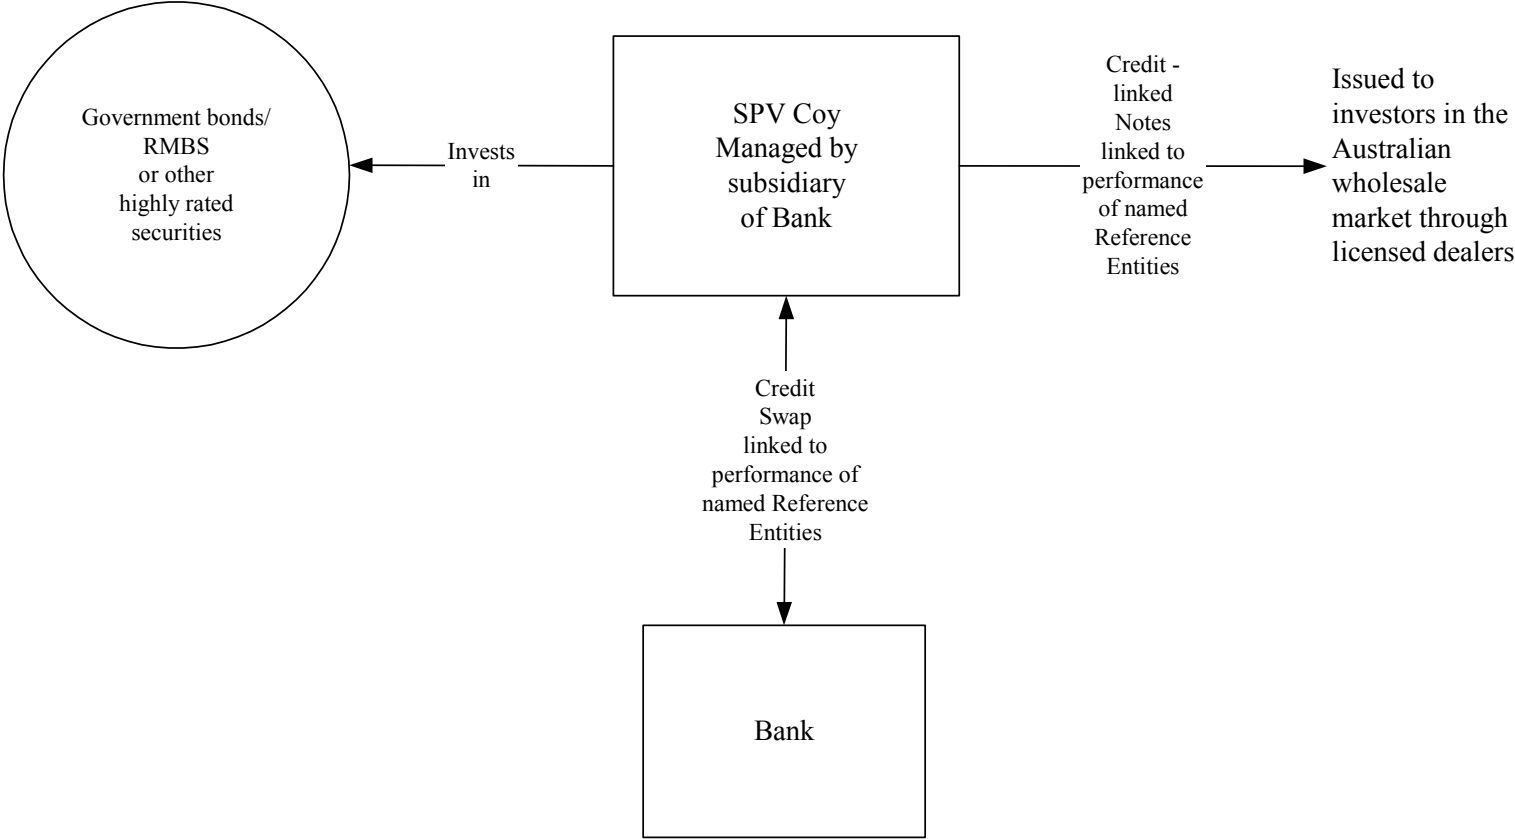 Government bonds/
RMBS
or other
highly rated
securities
Invests
in
SPV Coy
Managed by
subsidiary
of Bank
Credit -
linked
Notes
linked to
performance
of named
Reference
Entities
Issued to
investors in the
Australian
wholesale
market through
licensed dealers
Credit
Swap
linked to
performance of
named Reference
Entities
Bank